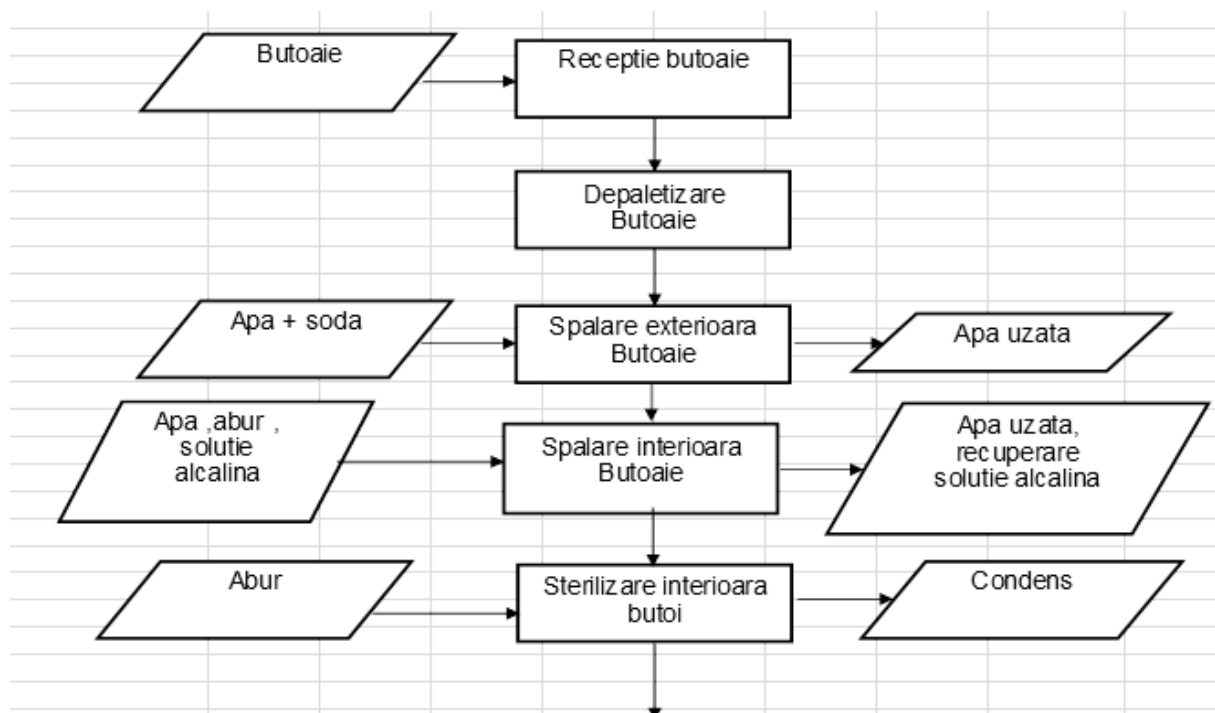 Butoaie
Receptie butoaie
Depaletizare
Butoaie
Apa + soda
Spalare exterioara
Butoaie
Apa uzata
Apa ,abur ,
solutie
alcalina
Spalare interioara
Butoaie
Apa uzata,
recuperare
solutie alcalina
Abur
Sterilizare interioara
butoi
Condens